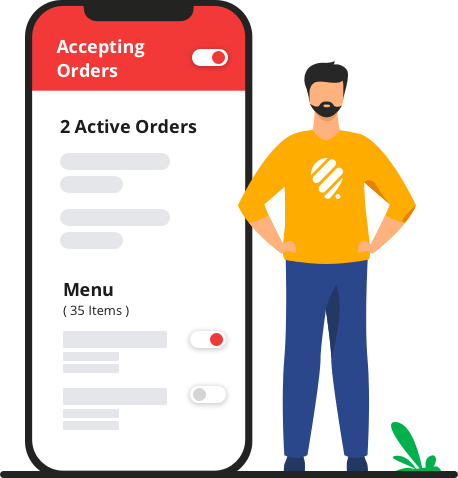 Accepting
Orders
2 Active Orders
Menu
( 35 Items )